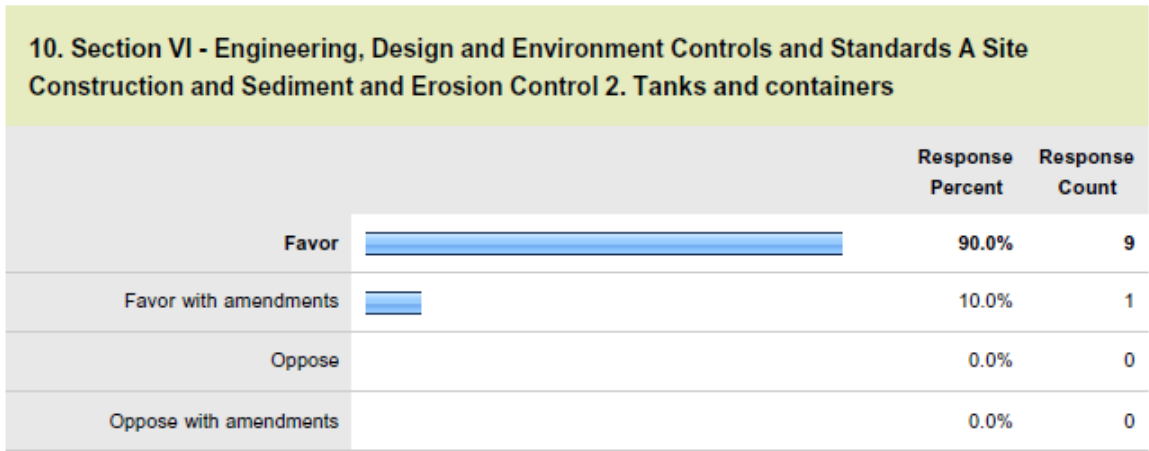 10. Section VI - Engineering, Design and Environment Controls and Standards A Site
Construction and Sediment and Erosion Control 2. Tanks and containers
Response Percent Response Count
Favor 90.0% 9
Favor with amendments 10.0% 1
Oppose 0.0% 0
Oppose with amendments 0.0% 0